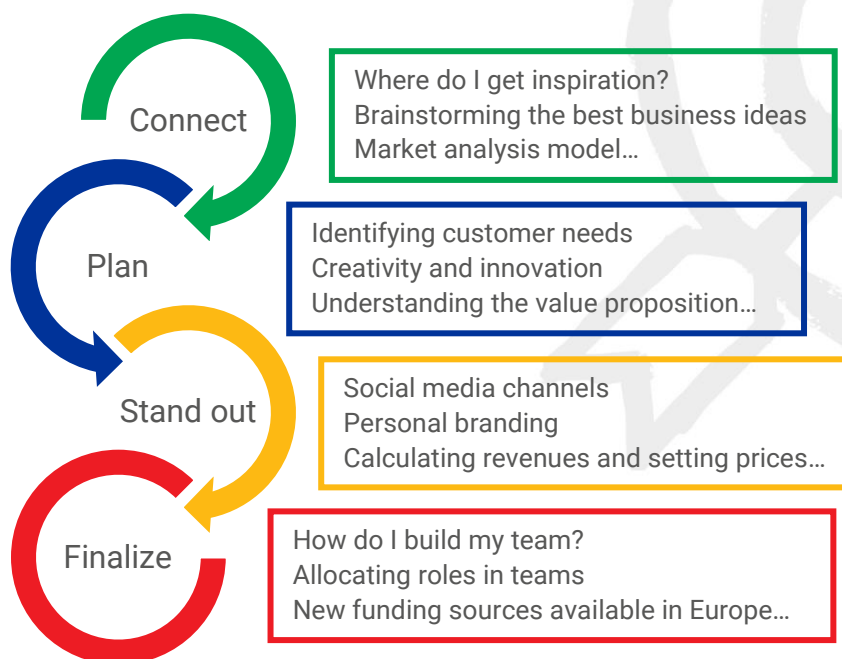 Connect
Where do I get inspiration?
Brainstorming the best business ideas
Market analysis model…
Plan
Identifying customer needs
Creativity and innovation
Understanding the value proposition…
Stand out
Social media channels
Personal branding
Calculating revenues and setting prices…
Finalize
How do I build my team?
Allocating roles in teams
New funding sources available in Europe…